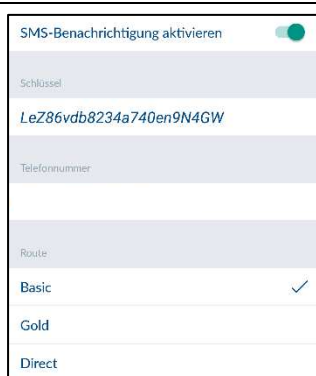 SMS-Benachrichtigung aktivieren
Schlüssel
LeZ86vdb8234a740en9N4GW
Telefonnummer
Route
Basic
Gold
Direct